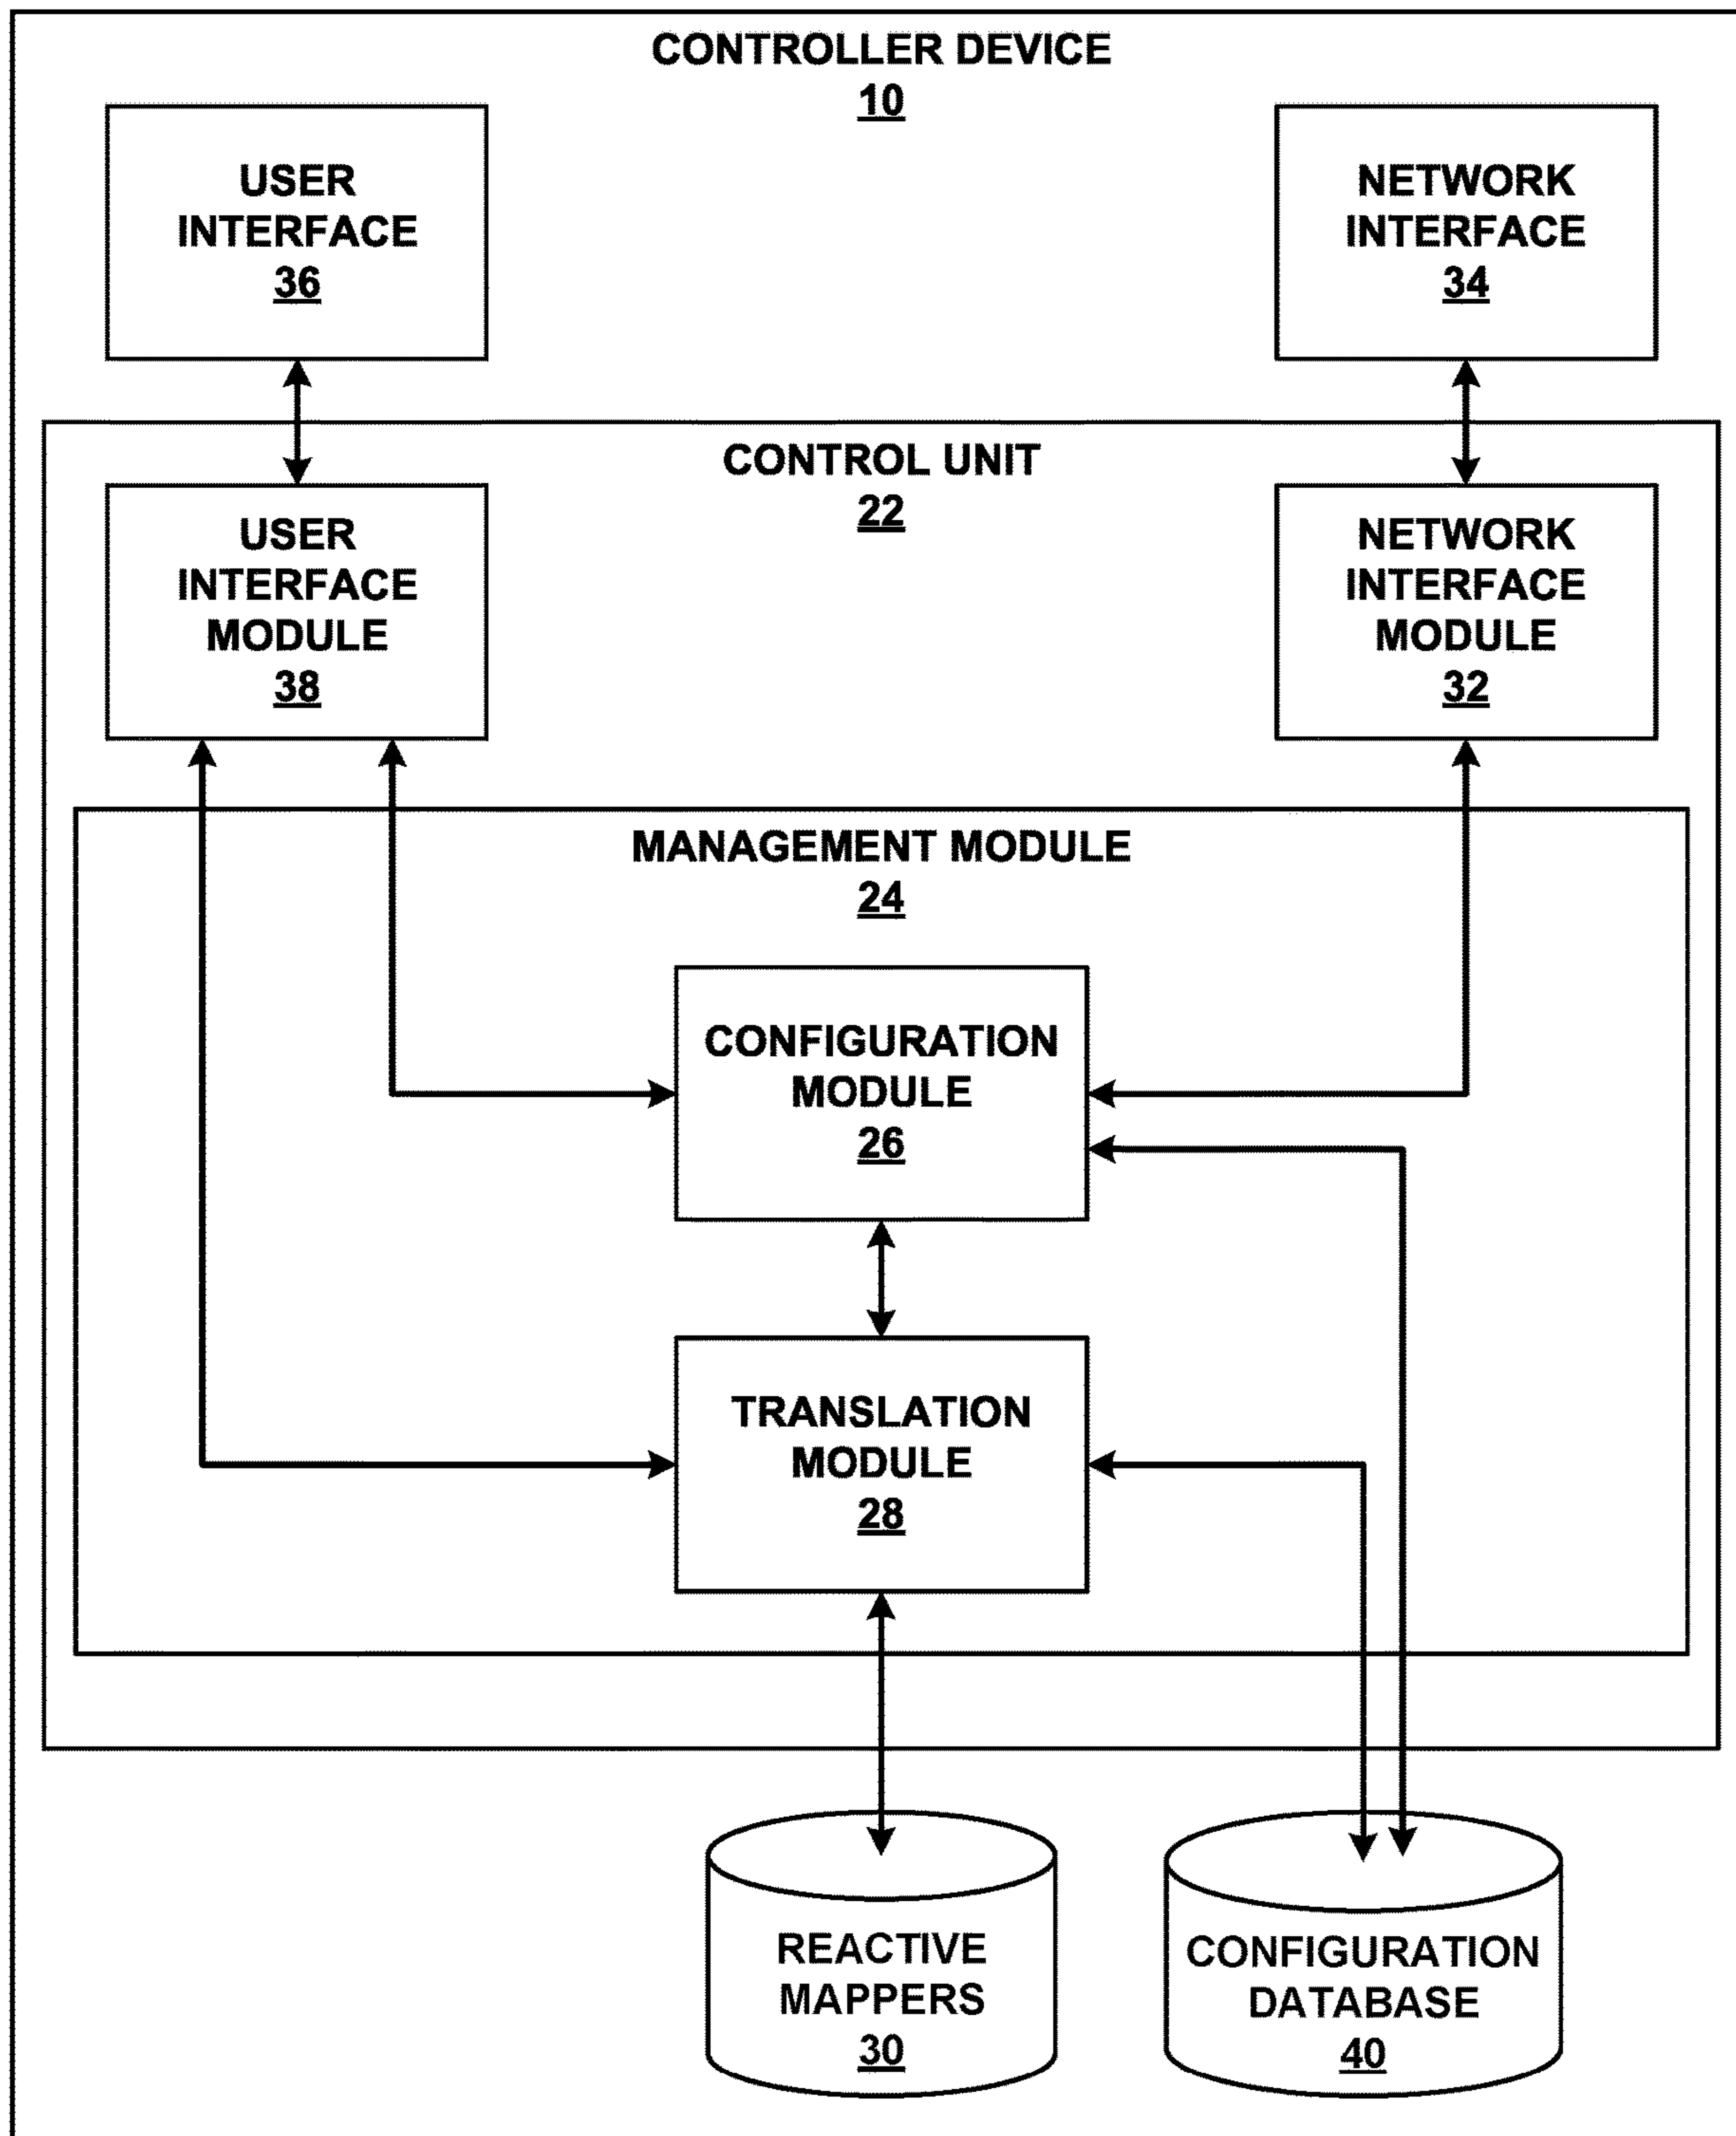 CONTROLLER DEVICE
10
USER
INTERFACE
36
NETWORK
INTERFACE
34
CONTROL UNIT
22
USER
INTERFACE
MODULE
38
NETWORK
INTERFACE
MODULE
32
MANAGEMENT MODULE
24
CONFIGURATION
MODULE
26
TRANSLATION
MODULE
28
REACTIVE
MAPPERS
30
CONFIGURATION
DATABASE
40